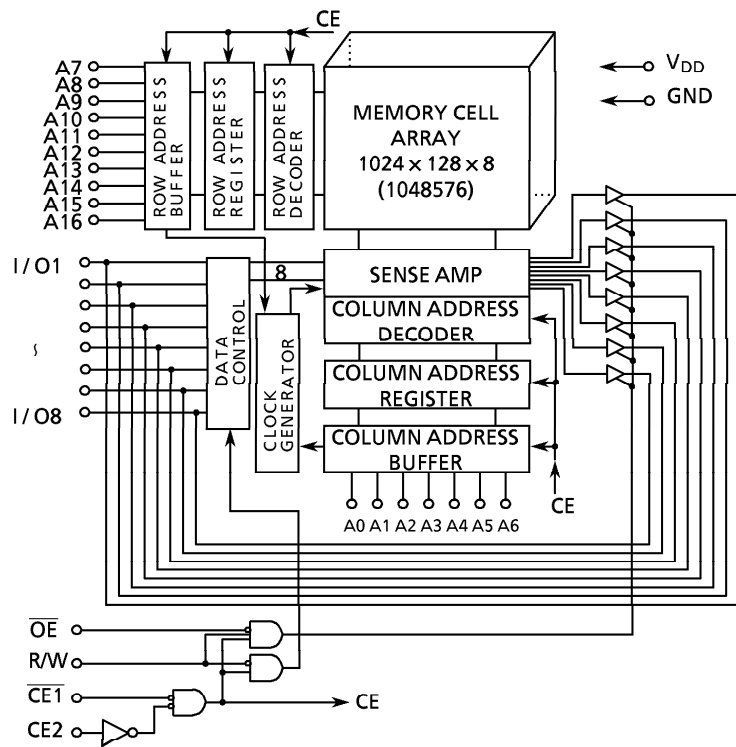 CE
A7
A8
A9
A10
A11
A12
A13
A14
A15
A16
ROW ADDRESS
BUFFER
ROW ADDRESS
REGISTER
ROW ADDRESS
DECODER
MEMORY CELL
ARRAY
1024 x 128 x 8
(1048576)
VDD
GND
I/O1
~
I/O8
DATA
CONTROL
8
CLOCK
GENERATOR
SENSE AMP
COLUMN ADDRESS
DECODER
COLUMN ADDRESS
REGISTER
COLUMN ADDRESS
BUFFER
A0 A1 A2 A3 A4 A5 A6
CE
O̅E̅
R/W
C̅E̅1̅
CE2
CE